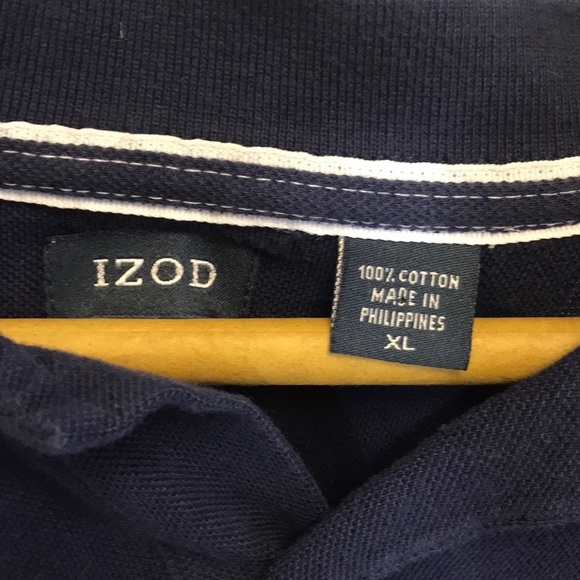 IZOD
100% COTTON
MADE IN
PHILIPPINES
XL